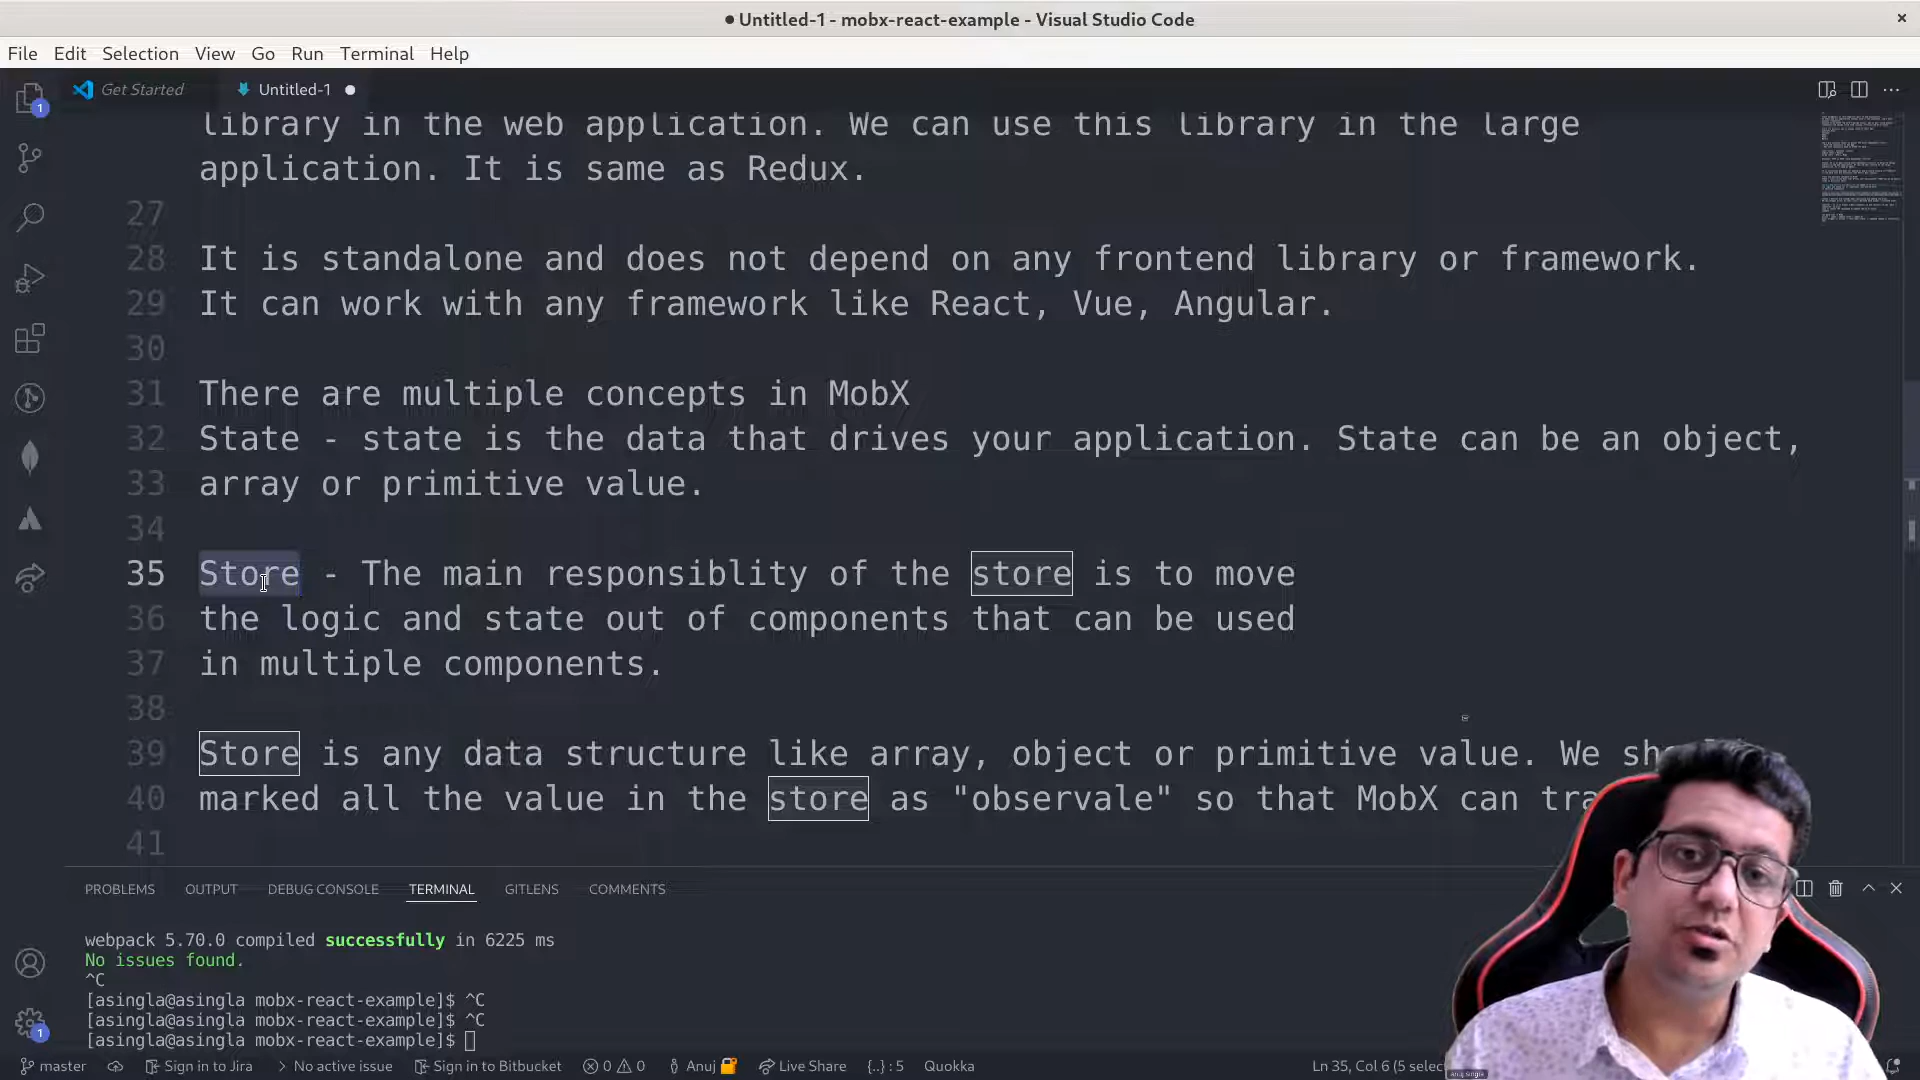 ● Untitled-1 - mobx-react-example - Visual Studio Code
File Edit Selection View Go Run Terminal Help
Get Started Untitled-1
library in the web application. We can use this library in the large
application. It is same as Redux.
27
28 It is standalone and does not depend on any frontend library or framework.
29 It can work with any framework like React, Vue, Angular.
30
31 There are multiple concepts in MobX
32 State - state is the data that drives your application. State can be an object,
33 array or primitive value.
34
35 Store - The main responsiblity of the store is to move
36 the logic and state out of components that can be used
37 in multiple components.
38
39 Store is any data structure like array, object or primitive value. We
40 marked all the value in the store as "observale" so that MobX can
41
PROBLEMS OUTPUT DEBUG CONSOLE TERMINAL GITLENS COMMENTS
webpack 5.70.0 compiled successfully in 6225 ms
No issues found.
^C
[asingla@asingla mobx-react-example]$ ^C
[asingla@asingla mobx-react-example]$ ^C
[asingla@asingla mobx-react-example]$
master Sign in to Jira No active issue Sign in to Bitbucket 0 0 Anuj Live Share {..} : 5 Quokka Ln 35, Col 6 (5
1
1